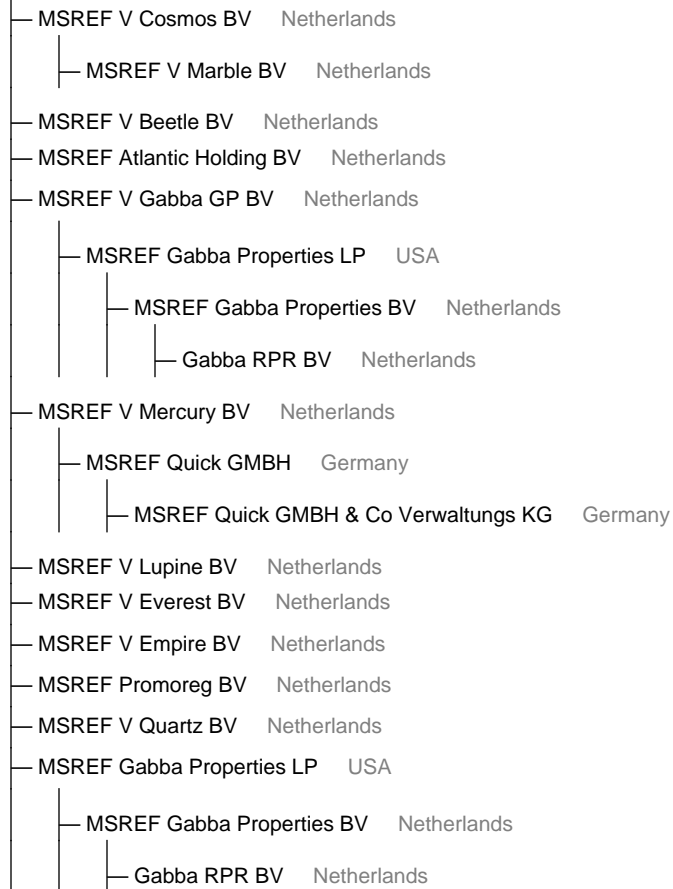 MSREF V Cosmos BV Netherlands
MSREF V Marble BV Netherlands
MSREF V Beetle BV Netherlands
MSREF Atlantic Holding BV Netherlands
MSREF V Gabba GP BV Netherlands
MSREF Gabba Properties LP USA
MSREF Gabba Properties BV Netherlands
Gabba RPR BV Netherlands
MSREF V Mercury BV Netherlands
MSREF Quick GMBH Germany
MSREF Quick GMBH & Co Verwaltungs KG Germany
MSREF V Lupine BV Netherlands
MSREF V Everest BV Netherlands
MSREF V Empire BV Netherlands
MSREF Promoreg BV Netherlands
MSREF V Quartz BV Netherlands
MSREF Gabba Properties LP USA
MSREF Gabba Properties BV Netherlands
Gabba RPR BV Netherlands